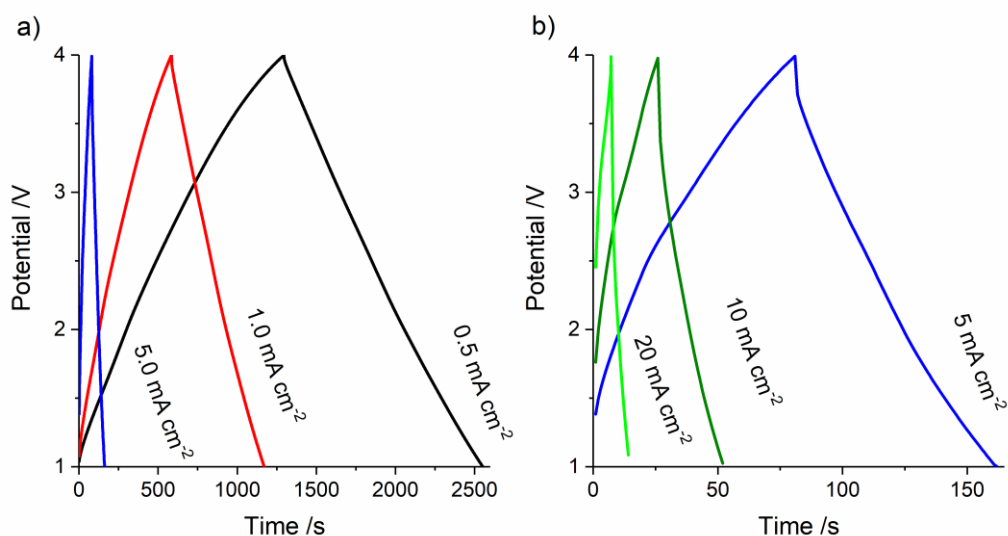 a)
4
3
2
1
Potential /V
0
500
1000
1500
2000
2500
Time /s
5.0 mA cm-2
1.0 mA cm-2
0.5 mA cm-2
b)
4
3
2
1
Potential /V
0
50
100
150
Time /s
20 mA cm-2
10 mA cm-2
5 mA cm-2